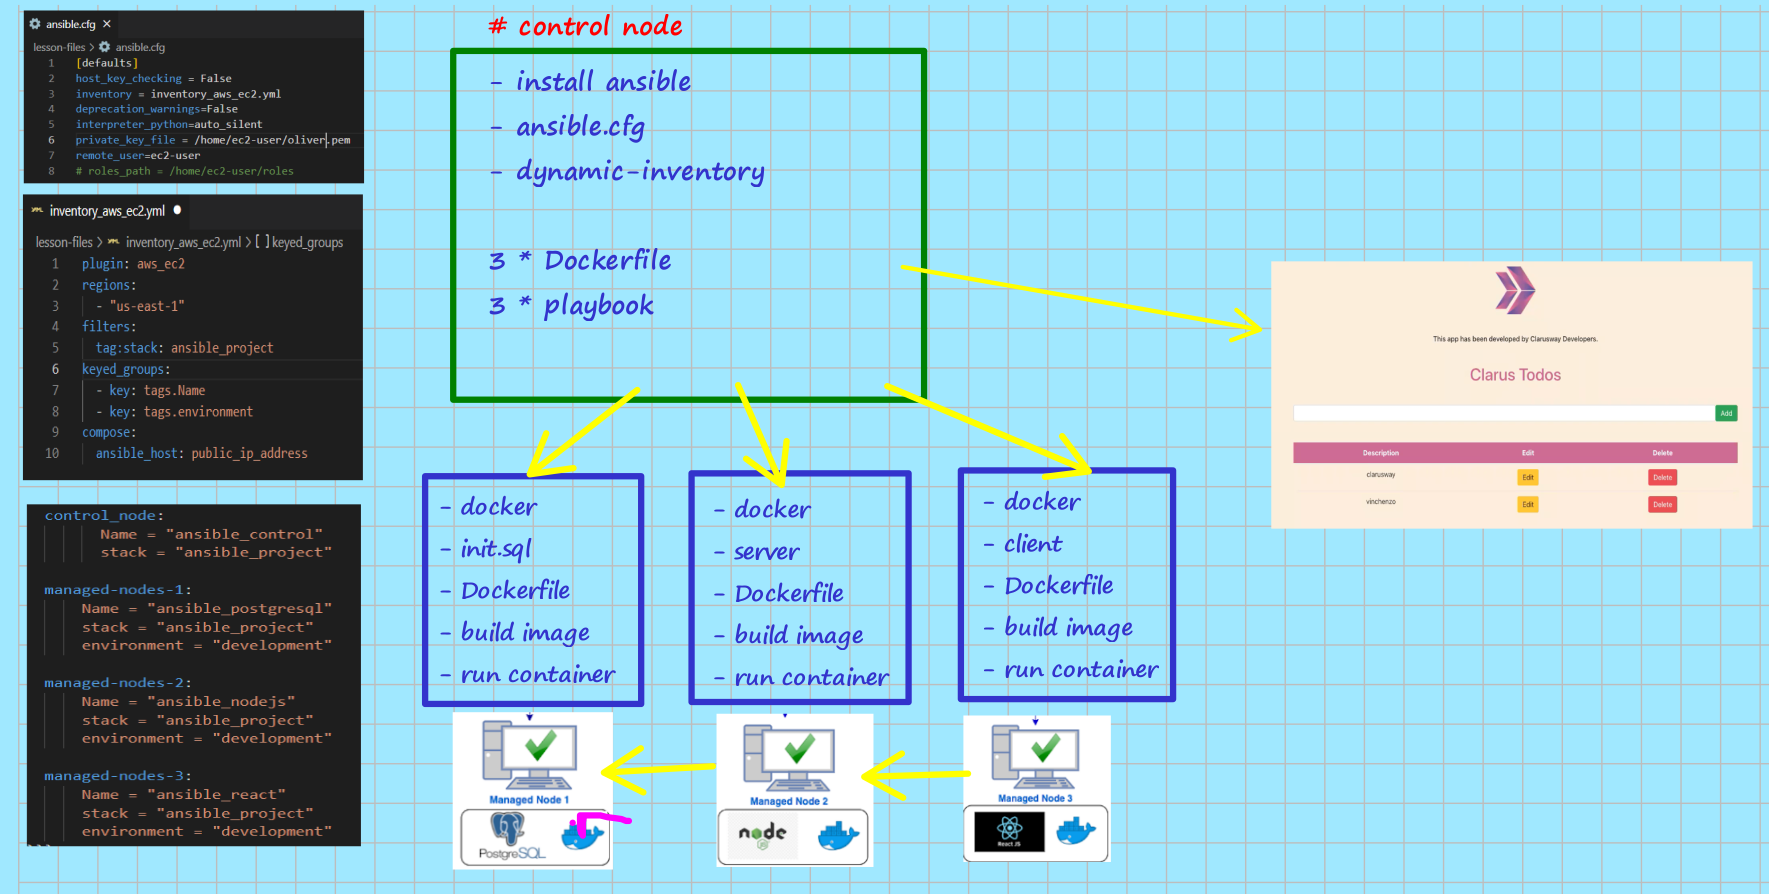 ansible.cfg
lesson-files > ansible.cfg
1 [defaults]
2 host_key_checking = False
3 inventory = inventory_aws_ec2.yml
4 deprecation_warnings=False
5 interpreter_python=auto_silent
6 private_key_file = /home/ec2-user/oliver.pem
7 remote_user=ec2-user
8 # roles_path = /home/ec2-user/roles
inventory_aws_ec2.yml
lesson-files > inventory_aws_ec2.yml > [ ] keyed_groups
1 plugin: aws_ec2
2 regions:
3 - "us-east-1"
4 filters:
5 tag:stack: ansible_project
6 keyed_groups:
7 - key: tags.Name
8 - key: tags.environment
9 compose:
10 ansible_host: public_ip_address
control_node:
Name = "ansible_control"
stack = "ansible_project"
managed-nodes-1:
Name = "ansible_postgresql"
stack = "ansible_project"
environment = "development"
managed-nodes-2:
Name = "ansible_nodejs"
stack = "ansible_project"
environment = "development"
managed-nodes-3:
Name = "ansible_react"
stack = "ansible_project"
environment = "development"
# control node
- install ansible
- ansible.cfg
- dynamic-inventory
3 * Dockerfile
3 * playbook
- docker
- init.sql
- Dockerfile
- build image
- run container
- docker
- server
- Dockerfile
- build image
- run container
- docker
- client
- Dockerfile
- build image
- run container
Managed Node 1
PostgreSQL
Managed Node 2
node
JS
Managed Node 3
React JS
This app has been developed by Clarusway Developers.
Clarus Todos
Add
Description Edit Delete
clarusway Edit Delete
vinchenzo Edit Delete